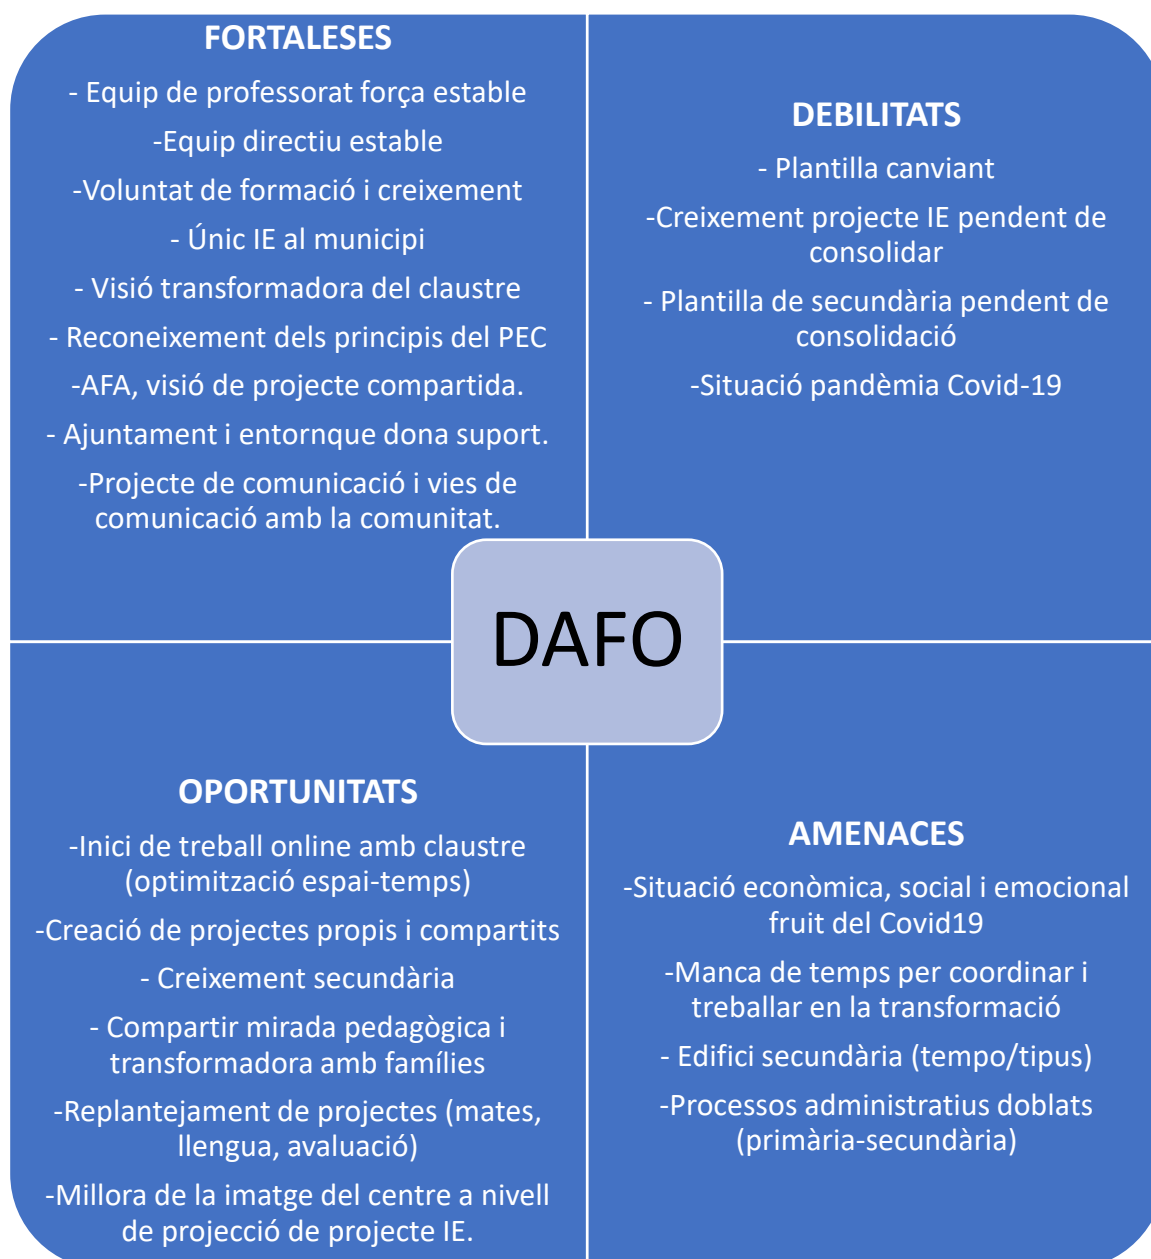 FORTALESES
- Equip de professorat força estable
-Equip directiu estable
-Voluntat de formació i creixement
- Únic IE al municipi
- Visió transformadora del claustre
- Reconeixement dels principis del PEC
-AFA, visió de projecte compartida.
- Ajuntament i entornque dona suport.
-Projecte de comunicació i vies de
comunicació amb la comunitat.
DEBILITATS
- Plantilla canviant
-Creixement projecte IE pendent de
consolidar
- Plantilla de secundària pendent de
consolidació
-Situació pandèmia Covid-19
DAFO
OPORTUNITATS
-Inici de treball online amb claustre
(optimització espai-temps)
-Creació de projectes propis i compartits
- Creixement secundària
- Compartir mirada pedagògica i
transformadora amb famílies
-Replantejament de projectes (mates,
llengua, avaluació)
-Millora de la imatge del centre a nivell
de projecció de projecte IE.
AMENACES
-Situació econòmica, social i emocional
fruit del Covid19
-Manca de temps per coordinar i
treballar en la transformació
- Edifici secundària (tempo/tipus)
-Processos administratius doblats
(primària-secundària)